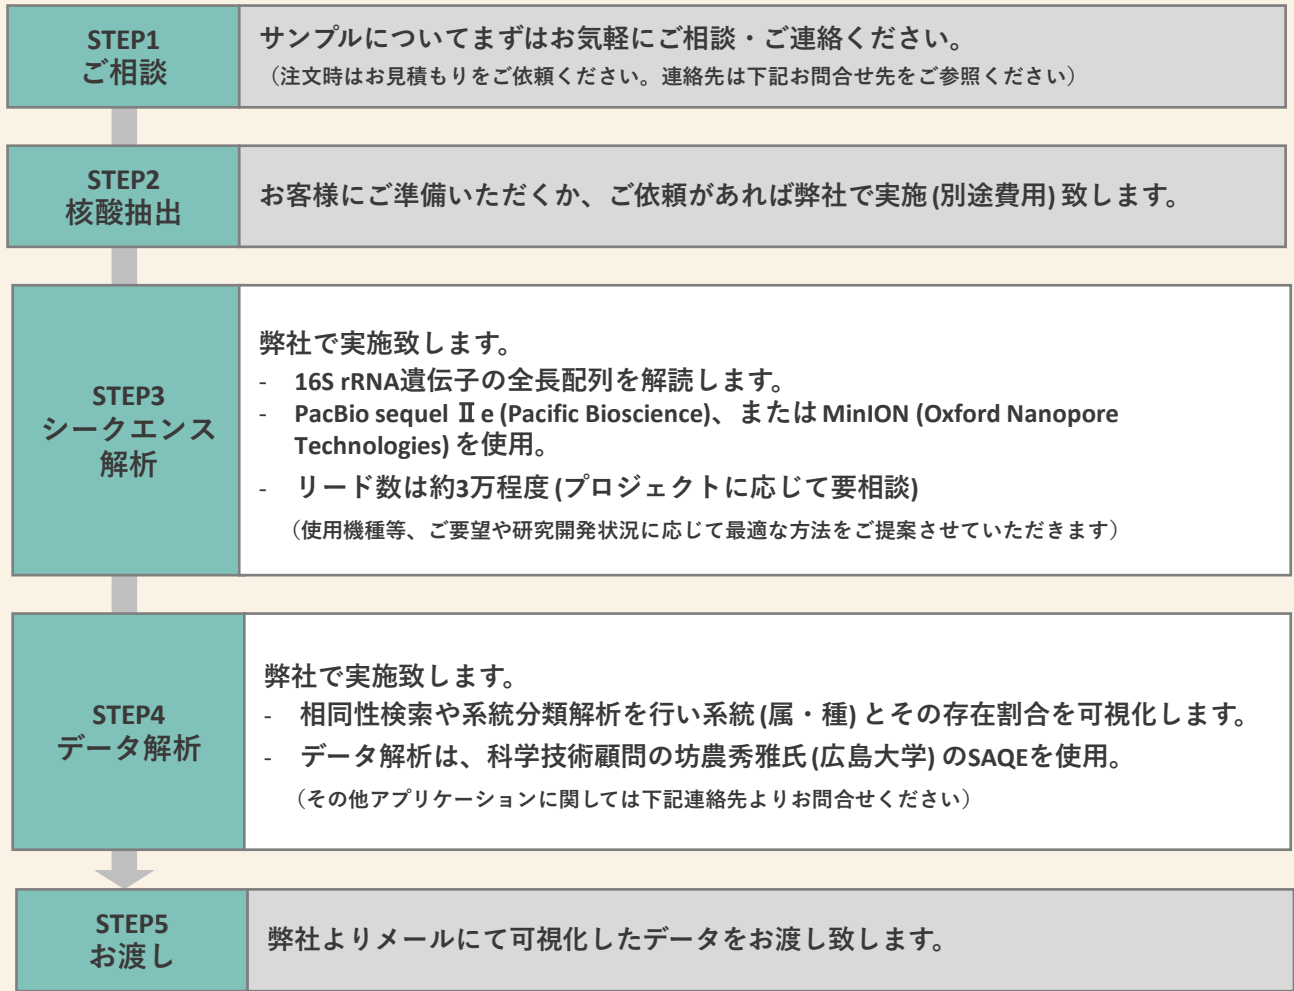 STEP1
ご相談
サンプルについてまずはお気軽にご相談・ご連絡ください。
（注文時はお見積もりをご依頼ください。連絡先は下記お問合せ先をご参照ください）
STEP2
核酸抽出
お客様にご準備いただくか、ご依頼があれば弊社で実施 (別途費用) 致します。
STEP3
シークエンス
解析
弊社で実施致します。
- 16S rRNA遺伝子の全長配列を解読します。
- PacBio sequel Ⅱ e (Pacific Bioscience)、または MinION (Oxford Nanopore
Technologies) を使用。
- リード数は約3万程度 (プロジェクトに応じて要相談)
（使用機種等、ご要望や研究開発状況に応じて最適な方法をご提案させていただきます）
STEP4
データ解析
弊社で実施致します。
- 相同性検索や系統分類解析を行い系統 (属・種) とその存在割合を可視化します。
- データ解析は、科学技術顧問の坊農秀雅氏 (広島大学) のSAQEを使用。
（その他アプリケーションに関しては下記連絡先よりお問合せください）
STEP5
お渡し
弊社よりメールにて可視化したデータをお渡し致します。